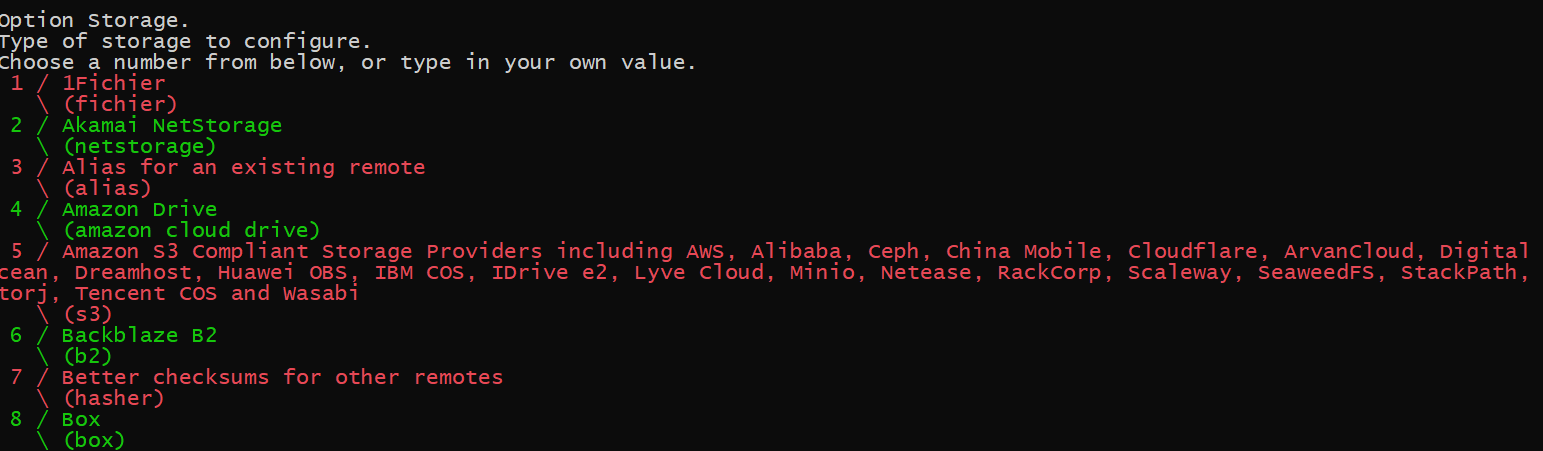 Option Storage.
Type of storage to configure.
Choose a number from below, or type in your own value.
1 / 1Fichier
\ (fichier)
2 / Akamai NetStorage
\ (netstorage)
3 / Alias for an existing remote
\ (alias)
4 / Amazon Drive
\ (amazon cloud drive)
5 / Amazon S3 Compliant Storage Providers including AWS, Alibaba, Ceph, China Mobile, Cloudflare, ArvanCloud, Digital
cean, Dreamhost, Huawei OBS, IBM COS, IDrive e2, Lyve Cloud, Minio, Netease, RackCorp, Scaleway, SeaweedFS, StackPath,
torj, Tencent COS and Wasabi
\ (s3)
6 / Backblaze B2
\ (b2)
7 / Better checksums for other remotes
\ (hasher)
8 / Box
\ (box)